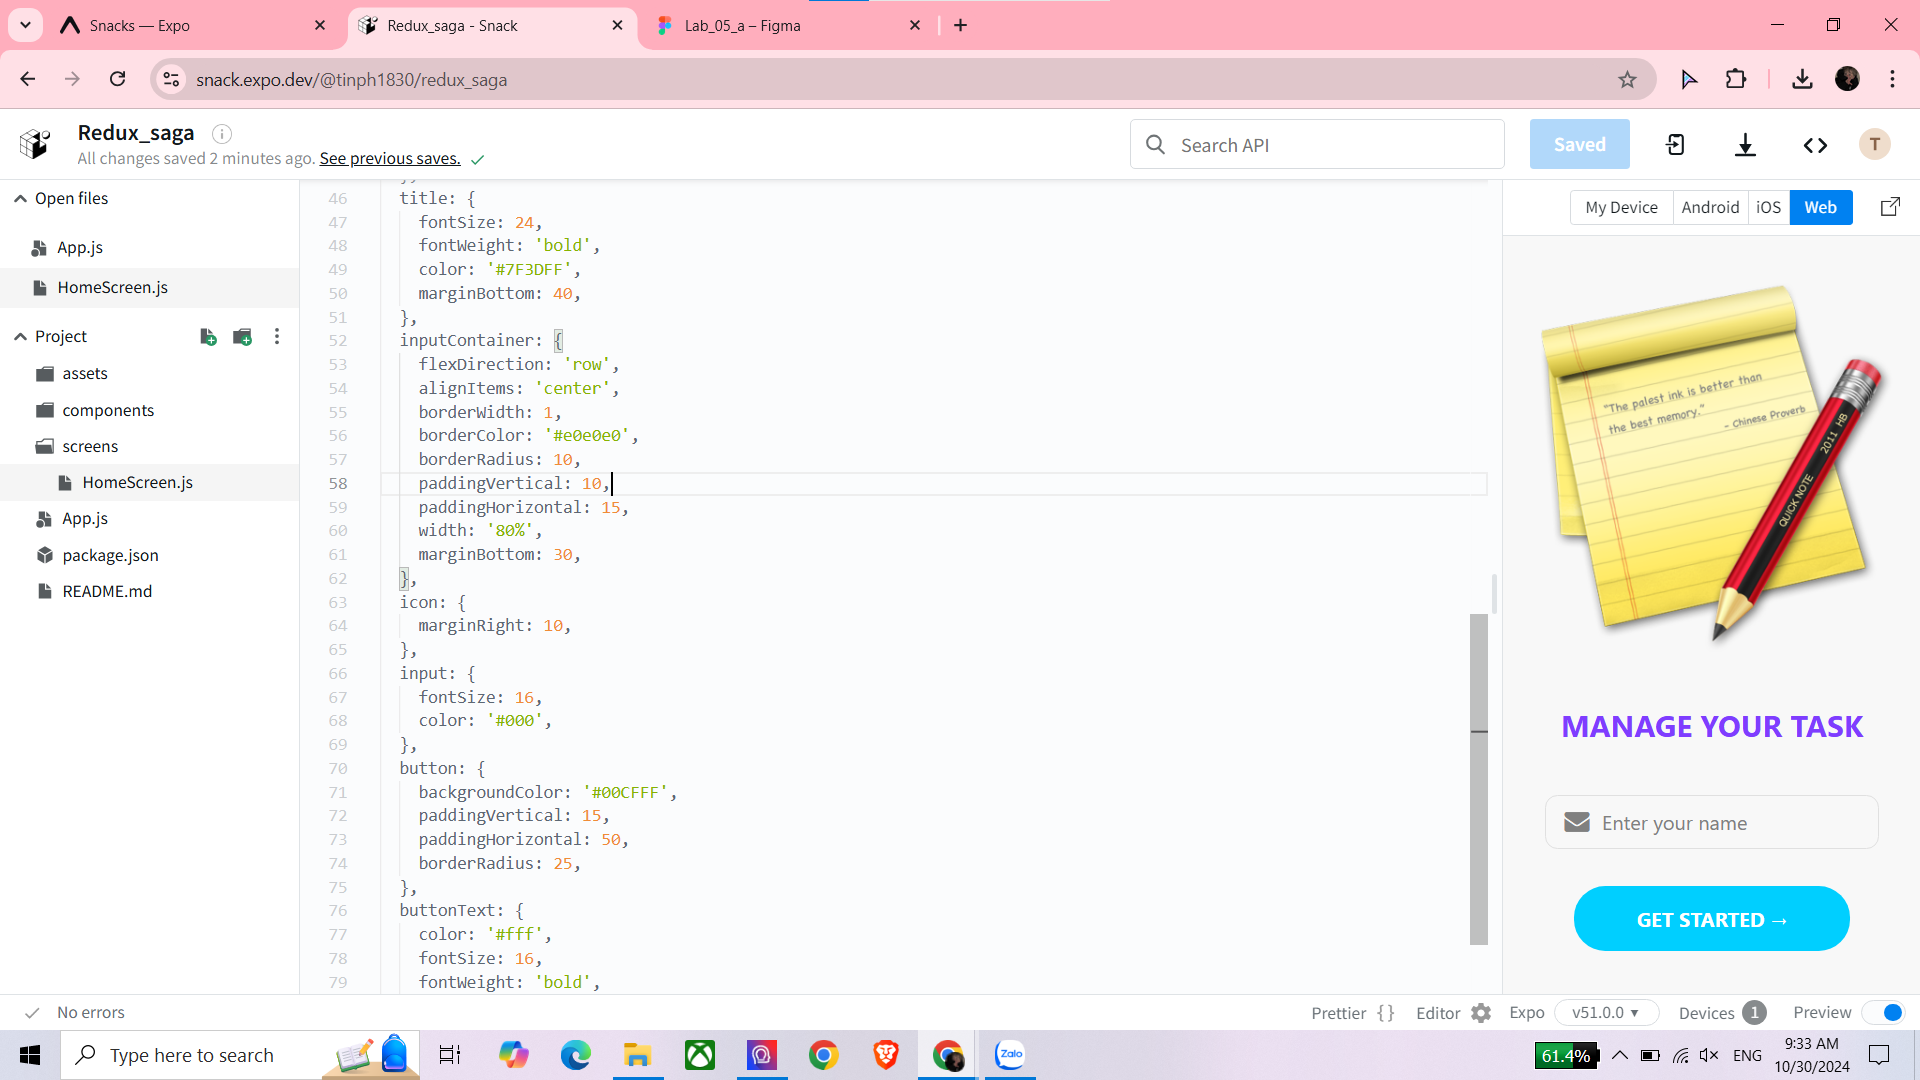 Snacks — Expo
Redux_saga - Snack
Lab_05_a – Figma
snack.expo.dev/@tinph1830/redux_saga
Redux_saga
All changes saved 2 minutes ago. See previous saves.
Search API
Saved
T
Open files
App.js
HomeScreen.js
Project
assets
components
screens
HomeScreen.js
App.js
package.json
README.md
46 title: {
47 fontSize: 24,
48 fontWeight: 'bold',
49 color: '#7F3DFF',
50 marginBottom: 40,
51 },
52 inputContainer: {
53 flexDirection: 'row',
54 alignItems: 'center',
55 borderWidth: 1,
56 borderColor: '#e0e0e0',
57 borderRadius: 10,
58 paddingVertical: 10,
59 paddingHorizontal: 15,
60 width: '80%',
61 marginBottom: 30,
62 },
63 icon: {
64 marginRight: 10,
65 },
66 input: {
67 fontSize: 16,
68 color: '#000',
69 },
70 button: {
71 backgroundColor: '#00CFFF',
72 paddingVertical: 15,
73 paddingHorizontal: 50,
74 borderRadius: 25,
75 },
76 buttonText: {
77 color: '#fff',
78 fontSize: 16,
79 fontWeight: 'bold',
My Device Android iOS Web
"The palest ink is better than
the best memory."
- Chinese Proverb
QUICK NOTE 2011 HB
MANAGE YOUR TASK
Enter your name
GET STARTED →
No errors
Prettier {} Editor Expo v51.0.0 ▾ Devices 1 Preview
Type here to search
Zalo
61.4%
ENG
9:33 AM
10/30/2024